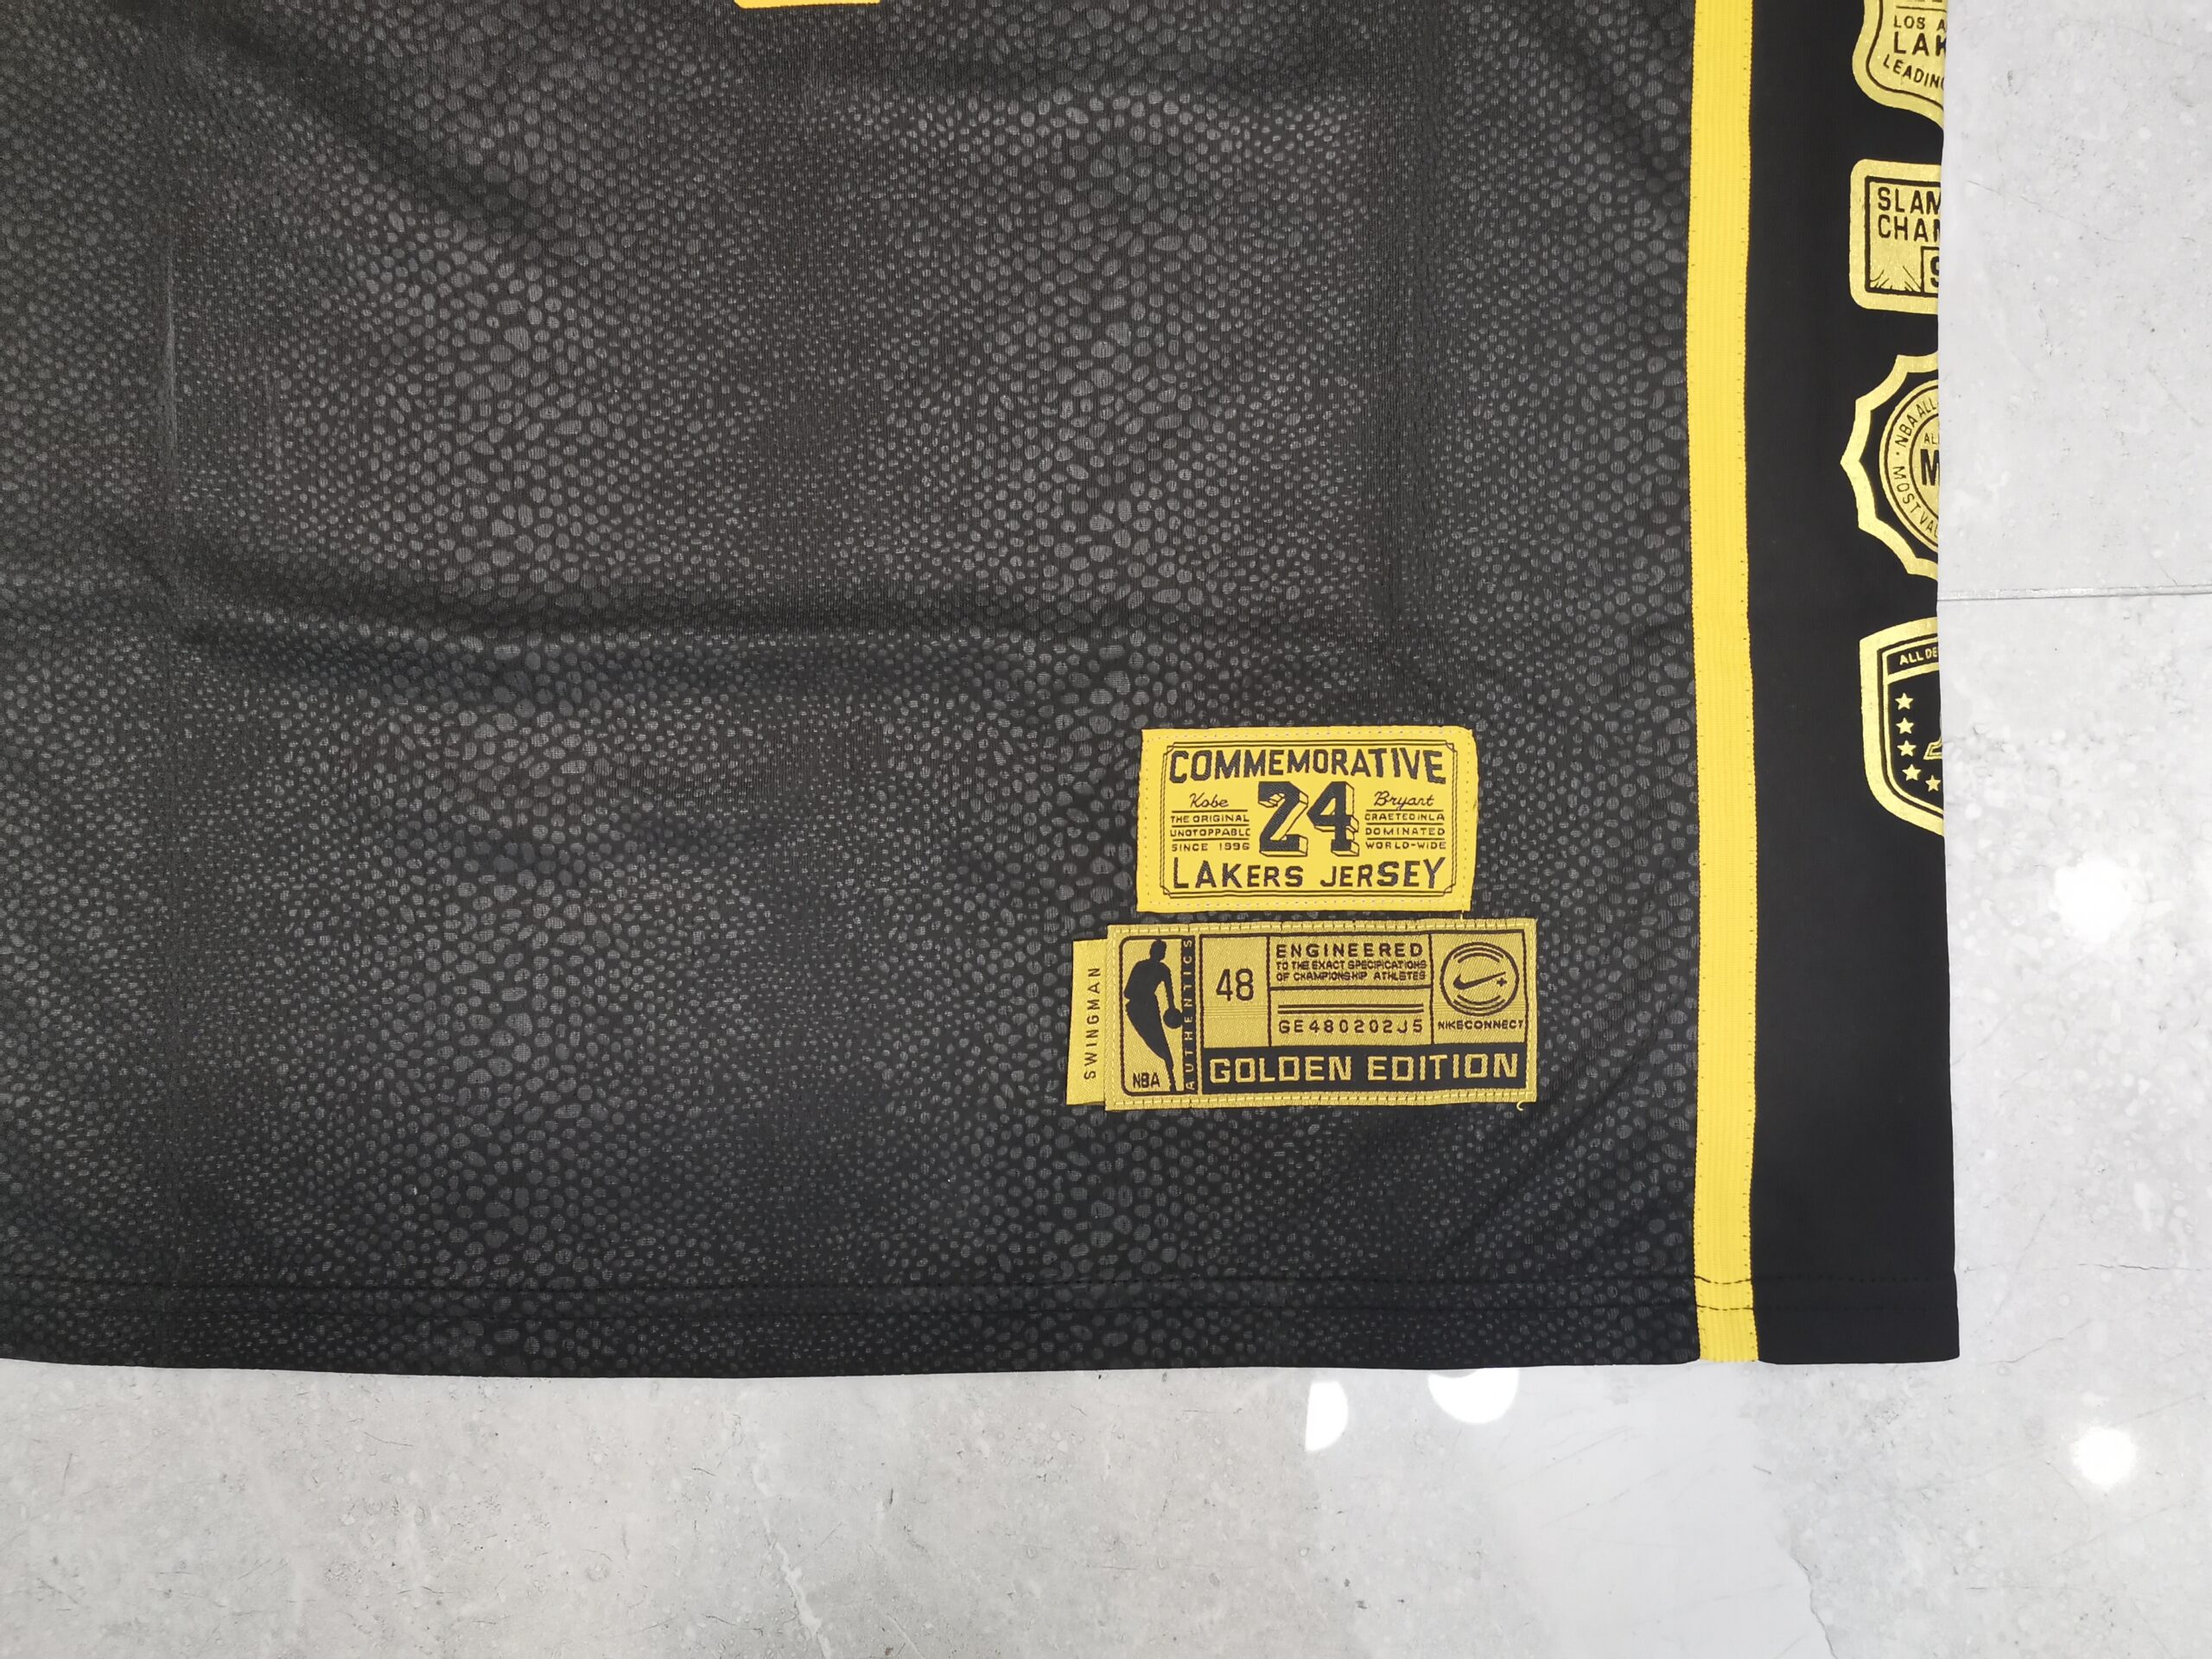 LOS A
LAK
LEADING
SLAM
CHAM
NBA ALL
MOST VAL
ALL DE
COMMEMORATIVE
Kobe 24 Bryant
THE ORIGINAL
UNOTOPPABLC
SINCE 1996
CRAETEDINLA
DOMINATED
WORLD-WIDE
LAKERS JERSEY
SWINGMAN
NBA
AUTHENTICS
48
ENGINEERED
TO THE EXACT SPECIFICATIONS
OF CHAMPIONSHIP ATHLETES
GE480202J5
NIKECONNECT
GOLDEN EDITION